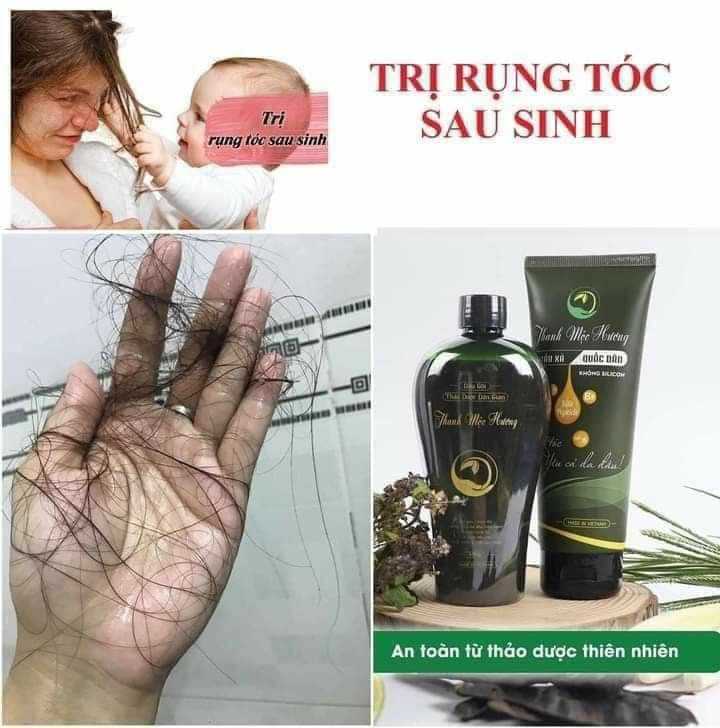 TRỊ RỤNG TÓC
SAU SINH
Trị
rụng tóc sau sinh
Dầu Gội
Thảo Dược Dân Gian
Thanh Mộc Hương
Thanh Mộc Hương
DẦU XẢ QUỐC DÂN
KHÔNG SILICON
Yêu cả da đầu!
MADE IN VIETNAM
An toàn từ thảo dược thiên nhiên